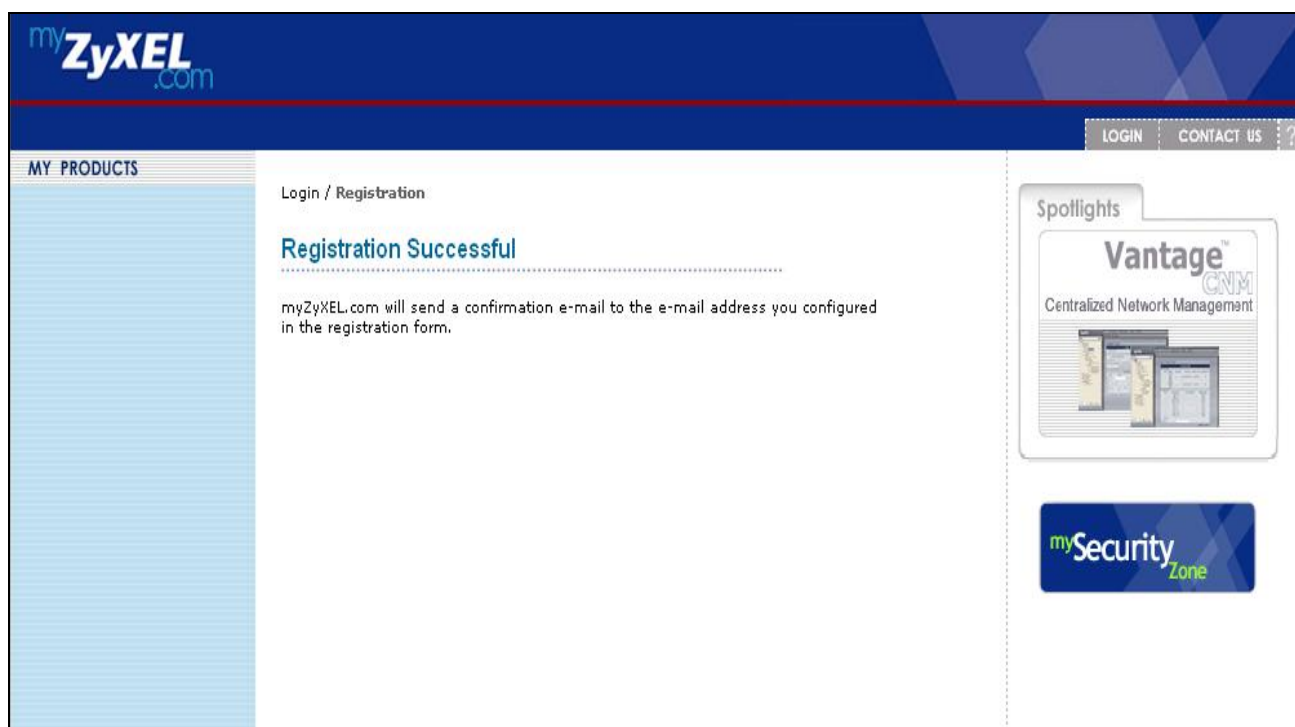 myZyXEL.com
LOGIN CONTACT US ?
MY PRODUCTS
Login / Registration
Registration Successful
myZyXEL.com will send a confirmation e-mail to the e-mail address you configured
in the registration form.
Spotlights
Vantage™
CNM
Centralized Network Management
mySecurity
Zone